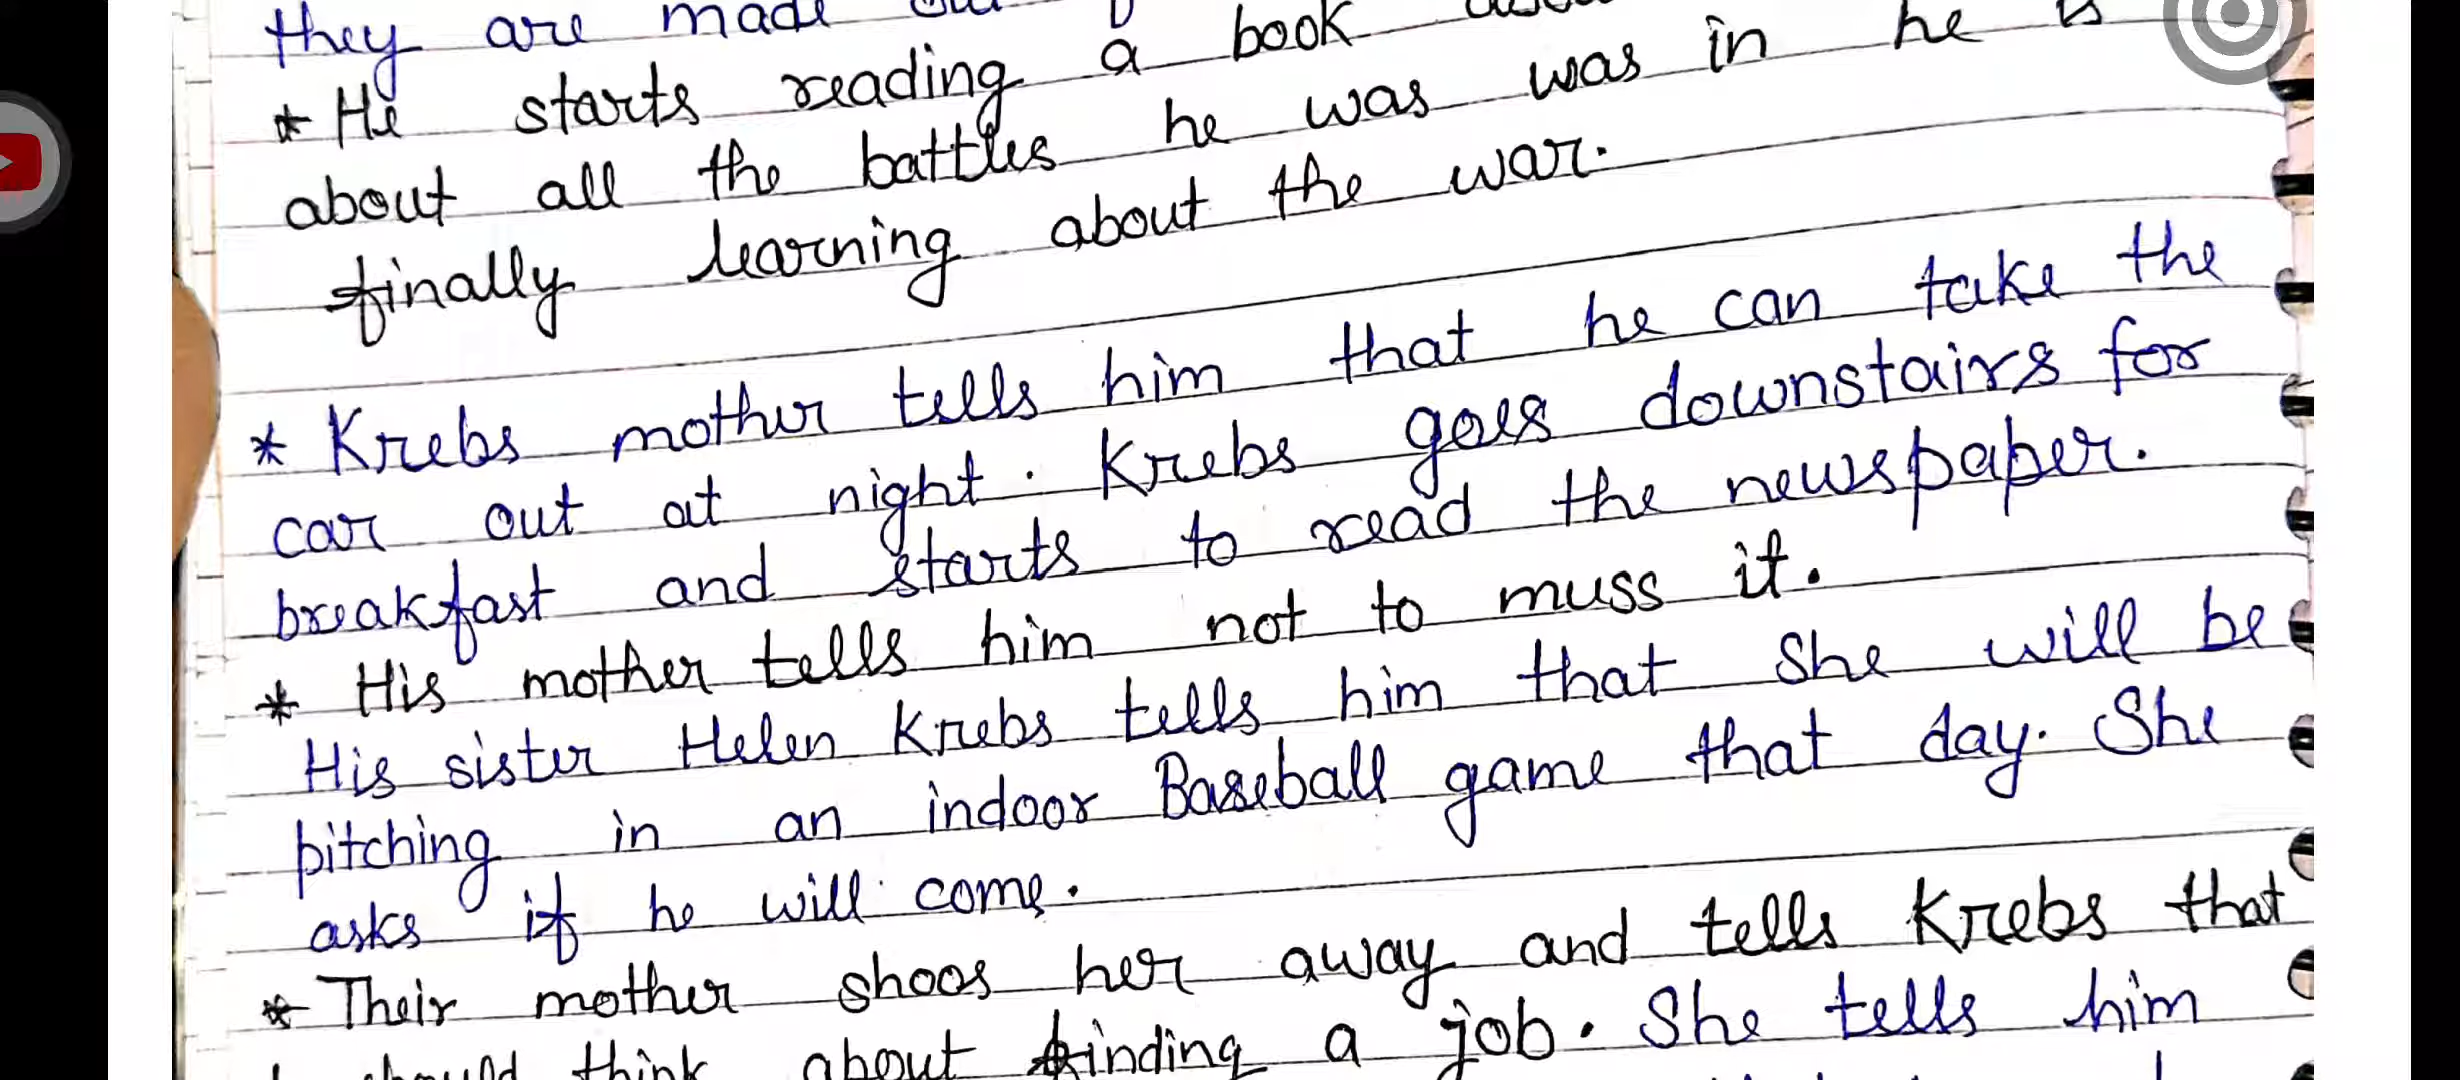 they are made
* He starts reading a book
about all the battles he was was in he is
finally learning about the war.
* Krebs mother tells him that he can take the
car out at night. Krebs goes downstairs for
breakfast and starts to read the newspaper.
* His mother tells him not to muss it.
His sister Helen Krebs tells him that she will be
pitching in an indoor Baseball game that day. She
asks if he will come.
* Their mother shoos her away and tells Krebs that
should think about finding a job. She tells him